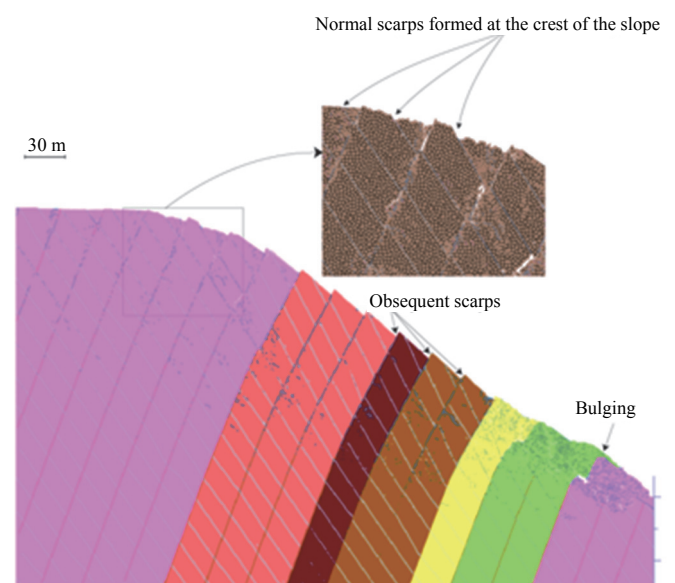 Normal scarps formed at the crest of the slope
30 m
Obsequent scarps
Bulging